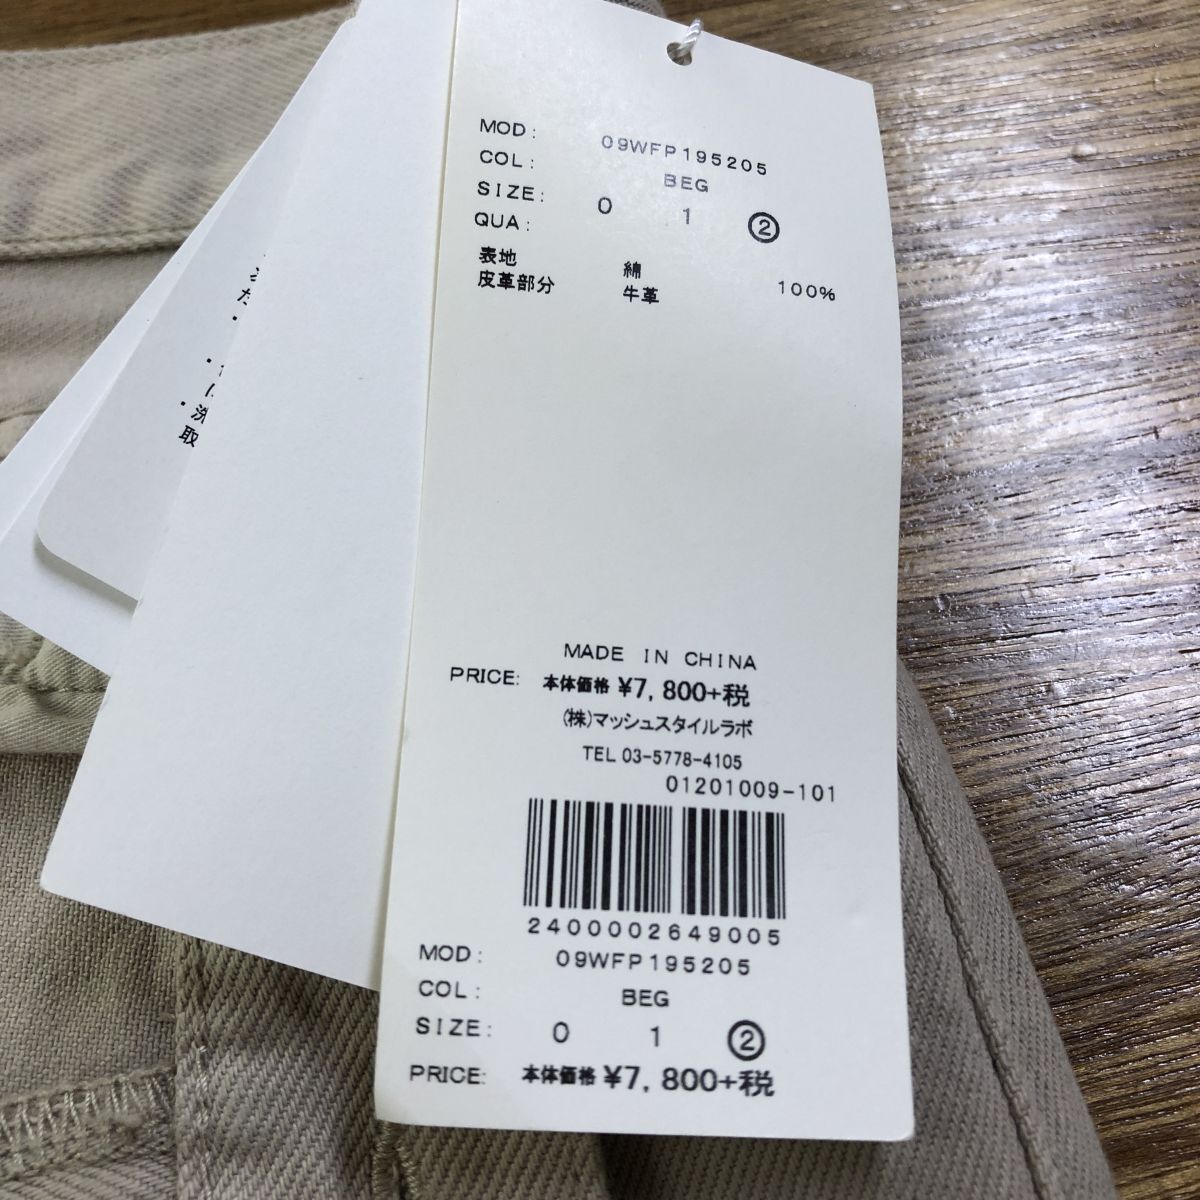 MOD: 09WFP195205
COL: BEG
SIZE: 0 1 ②
QUA:
表地 綿 100%
皮革部分 牛革
MADE IN CHINA
PRICE: 本体価格 ¥7,800+税
(株)マッシュスタイルラボ
TEL 03-5778-4105
01201009-101
2400002649005
MOD: 09WFP195205
COL: BEG
SIZE: 0 1 ②
PRICE: 本体価格 ¥7,800+税
た・
・洗
取